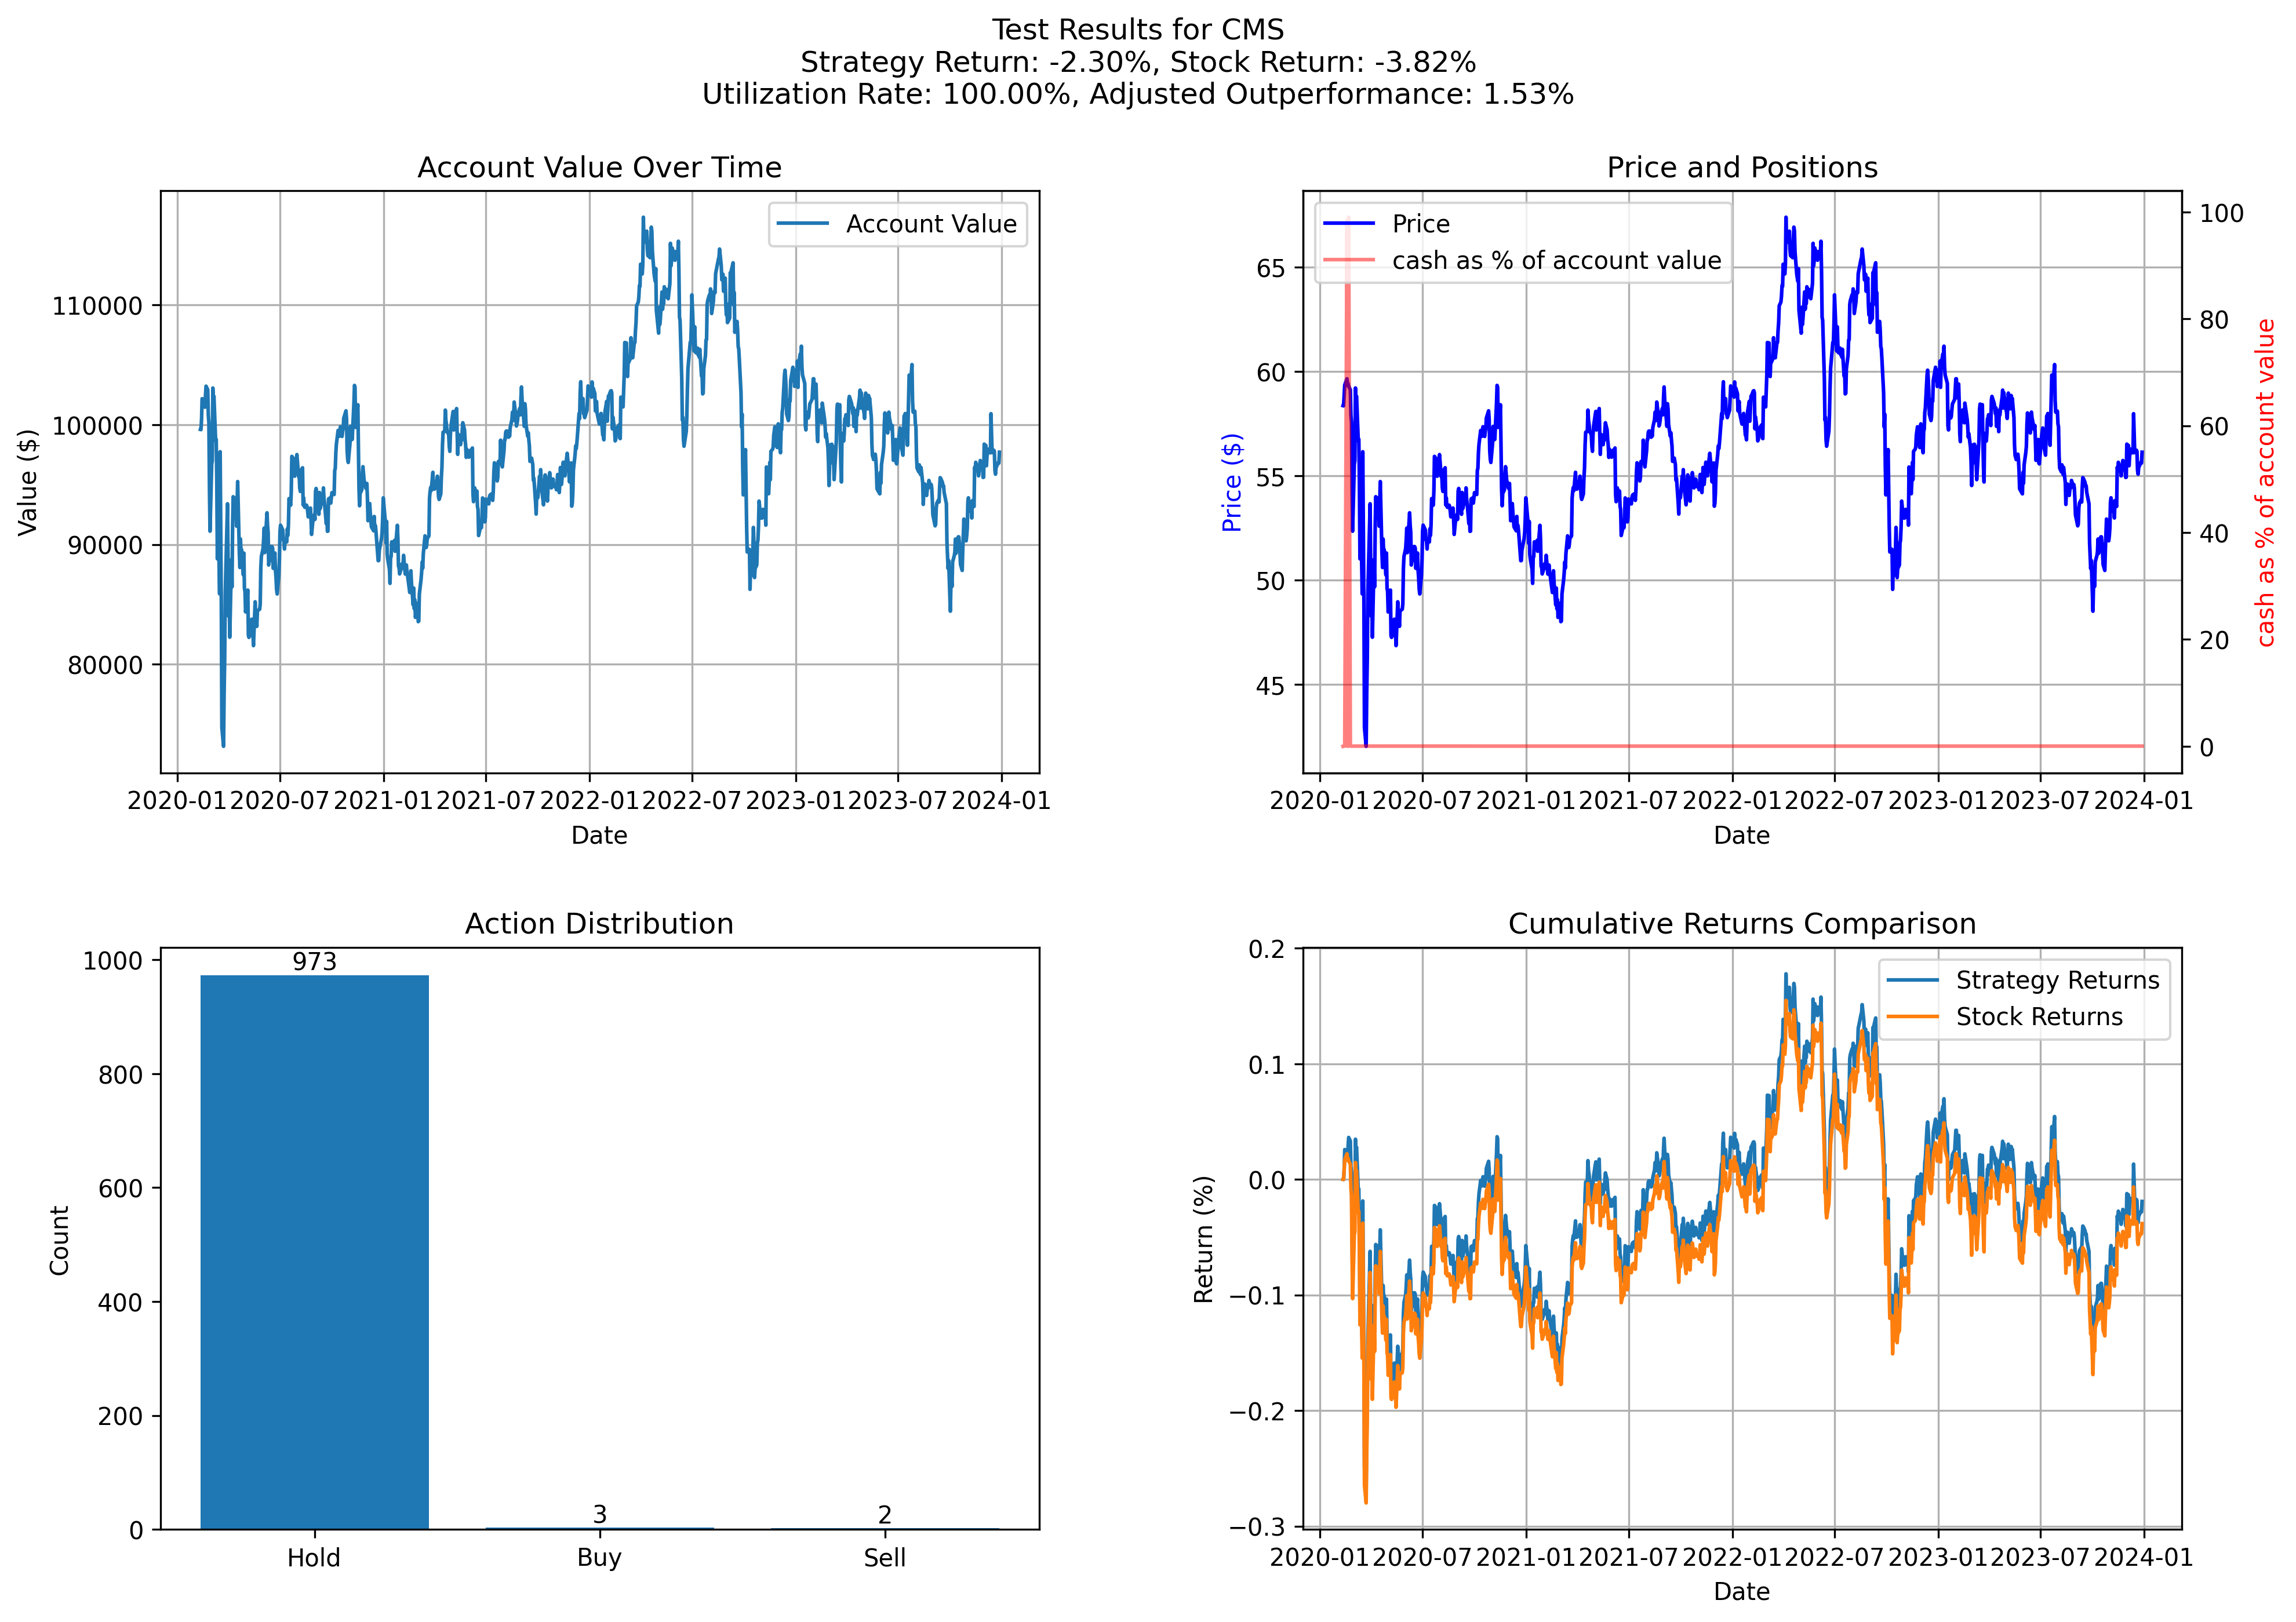 Test Results for CMS
Strategy Return: -2.30%, Stock Return: -3.82%
Utilization Rate: 100.00%, Adjusted Outperformance: 1.53%
Account Value Over Time
Account Value
Value ($)
110000
100000
90000
80000
2020-01 2020-07 2021-01 2021-07 2022-01 2022-07 2023-01 2023-07 2024-01
Date
Price and Positions
Price
cash as % of account value
Price ($)
65
60
55
50
45
100
80
60
40
20
0
cash as % of account value
2020-01 2020-07 2021-01 2021-07 2022-01 2022-07 2023-01 2023-07 2024-01
Date
Action Distribution
Count
1000
800
600
400
200
0
973
3
2
Hold Buy Sell
Cumulative Returns Comparison
Strategy Returns
Stock Returns
Return (%)
0.2
0.1
0.0
−0.1
−0.2
−0.3
2020-01 2020-07 2021-01 2021-07 2022-01 2022-07 2023-01 2023-07 2024-01
Date